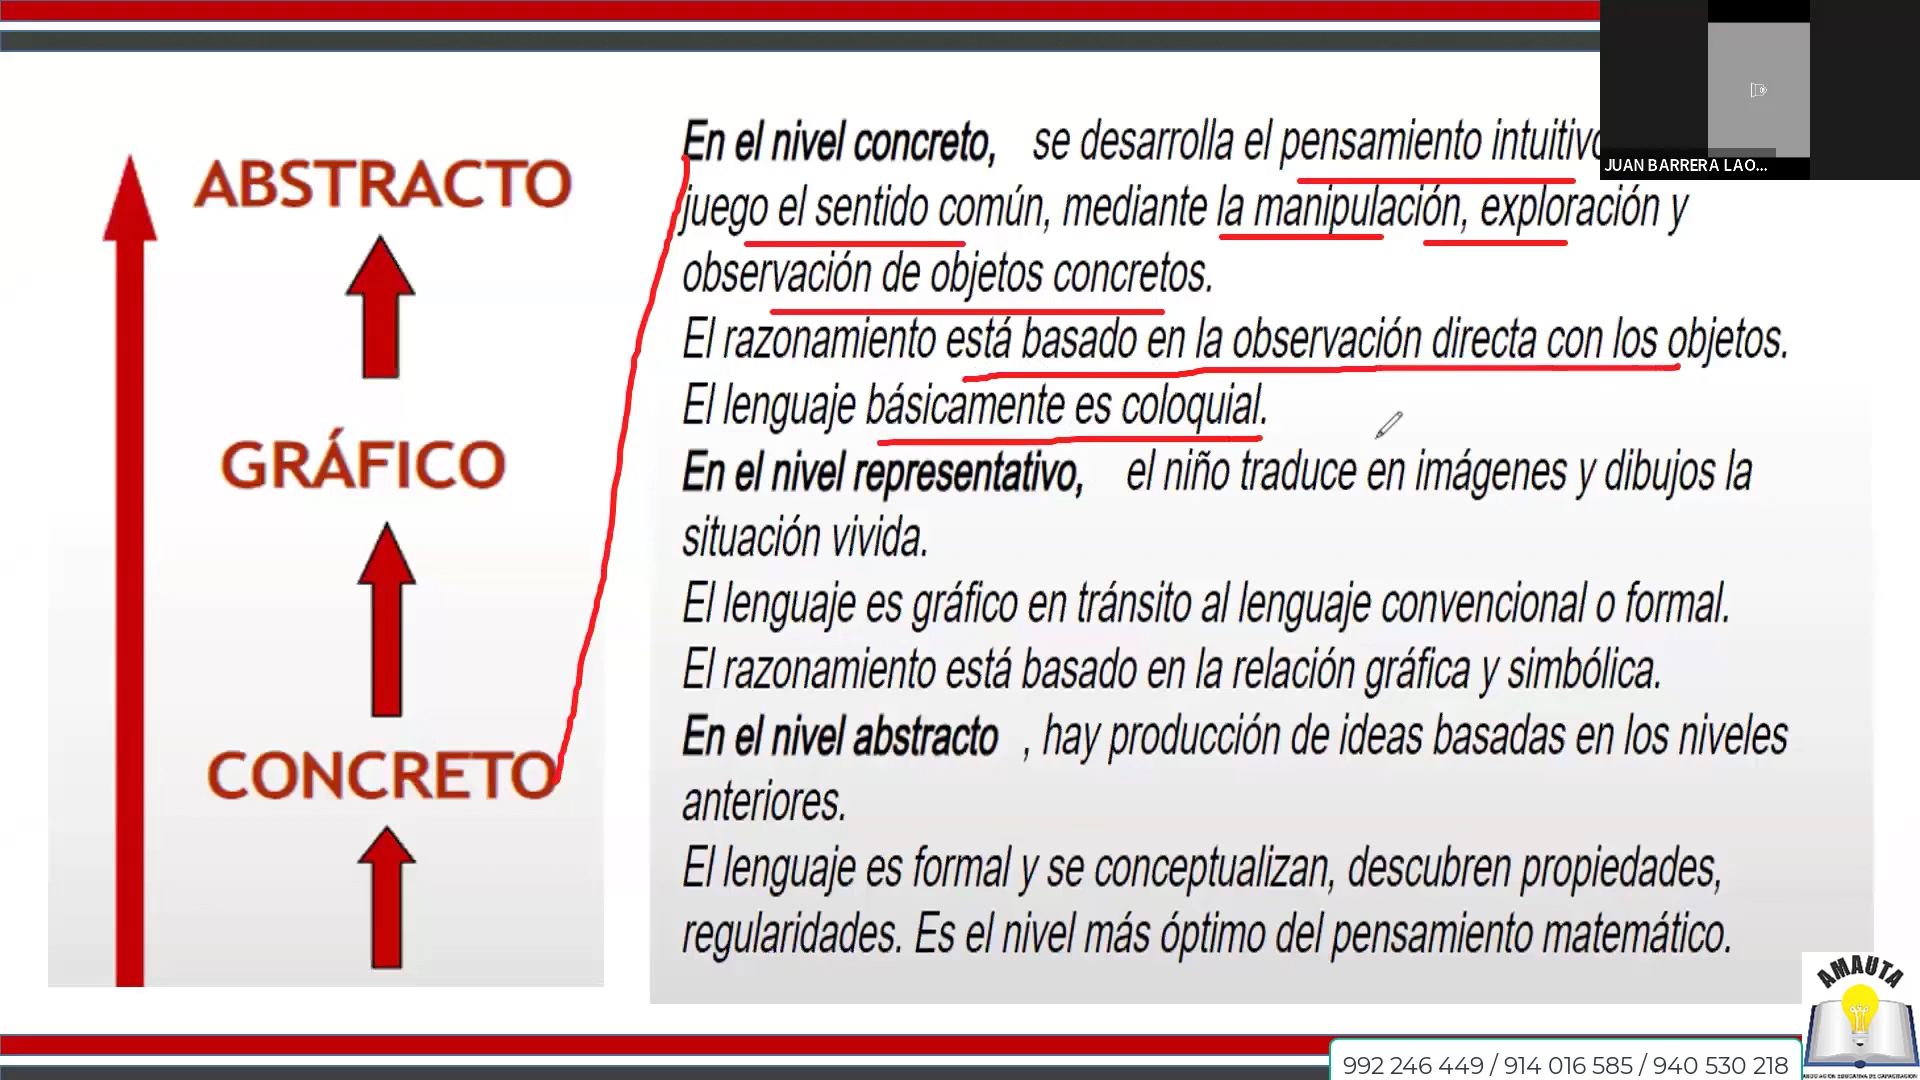 ABSTRACTO
GRÁFICO
CONCRETO
En el nivel concreto, se desarrolla el pensamiento intuitivo
juego el sentido común, mediante la manipulación, exploración y
observación de objetos concretos.
El razonamiento está basado en la observación directa con los objetos.
El lenguaje básicamente es coloquial.
En el nivel representativo, el niño traduce en imágenes y dibujos la
situación vivida.
El lenguaje es gráfico en tránsito al lenguaje convencional o formal.
El razonamiento está basado en la relación gráfica y simbólica.
En el nivel abstracto , hay producción de ideas basadas en los niveles
anteriores.
El lenguaje es formal y se conceptualizan, descubren propiedades,
regularidades. Es el nivel más óptimo del pensamiento matemático.
JUAN BARRERA LAO...
AMAUTA
ASOCIACION EDUCATIVA DE CAPACITACION
992 246 449 / 914 016 585 / 940 530 218